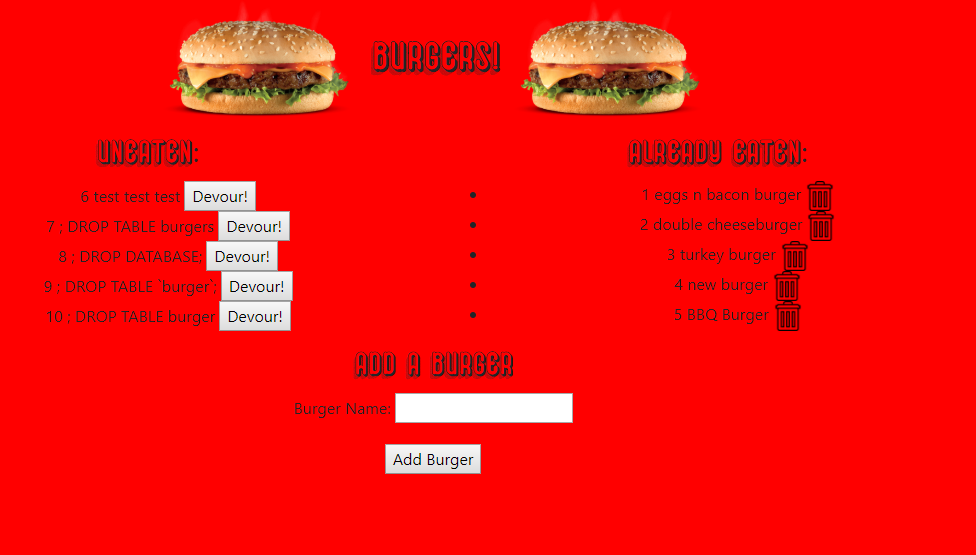 BURGERS!
UNEATEN:
6 test test test Devour!
7 ; DROP TABLE burgers Devour!
8 ; DROP DATABASE; Devour!
9 ; DROP TABLE `burger`; Devour!
10 ; DROP TABLE burger Devour!
ALREADY EATEN:
1 eggs n bacon burger
2 double cheeseburger
3 turkey burger
4 new burger
5 BBQ Burger
ADD A BURGER
Burger Name:
Add Burger